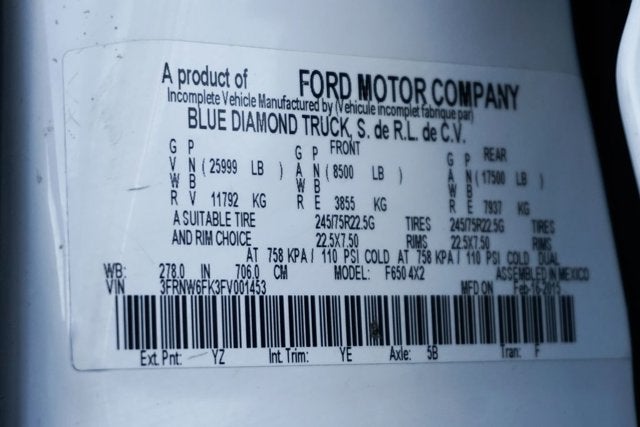 A product of FORD MOTOR COMPANY
Incomplete Vehicle Manufactured by (Vehicule incomplet fabrique par)
BLUE DIAMOND TRUCK, S. de R.L. de C.V.
G P FRONT G P REAR
G P
V N (25999 LB) A N (8500 LB) A N (17500 LB)
W B W B W B
R V 11792 KG R E 3855 KG R E 7937 KG
A SUITABLE TIRE 245/75R22.5G TIRES 245/75R22.5G TIRES
AND RIM CHOICE 22.5X7.50 RIMS 22.5X7.50 RIMS
AT 758 KPA / 110 PSI COLD AT 758 KPA / 110 PSI COLD DUAL
WB: 278.0 IN 706.0 CM MODEL: F650 4X2 ASSEMBLED IN MEXICO
VIN 3FRNW6FK3FV001453 MFD ON Feb-16-2015
Ext. Pnt: YZ Int. Trim: YE Axle: 5B Tran: F